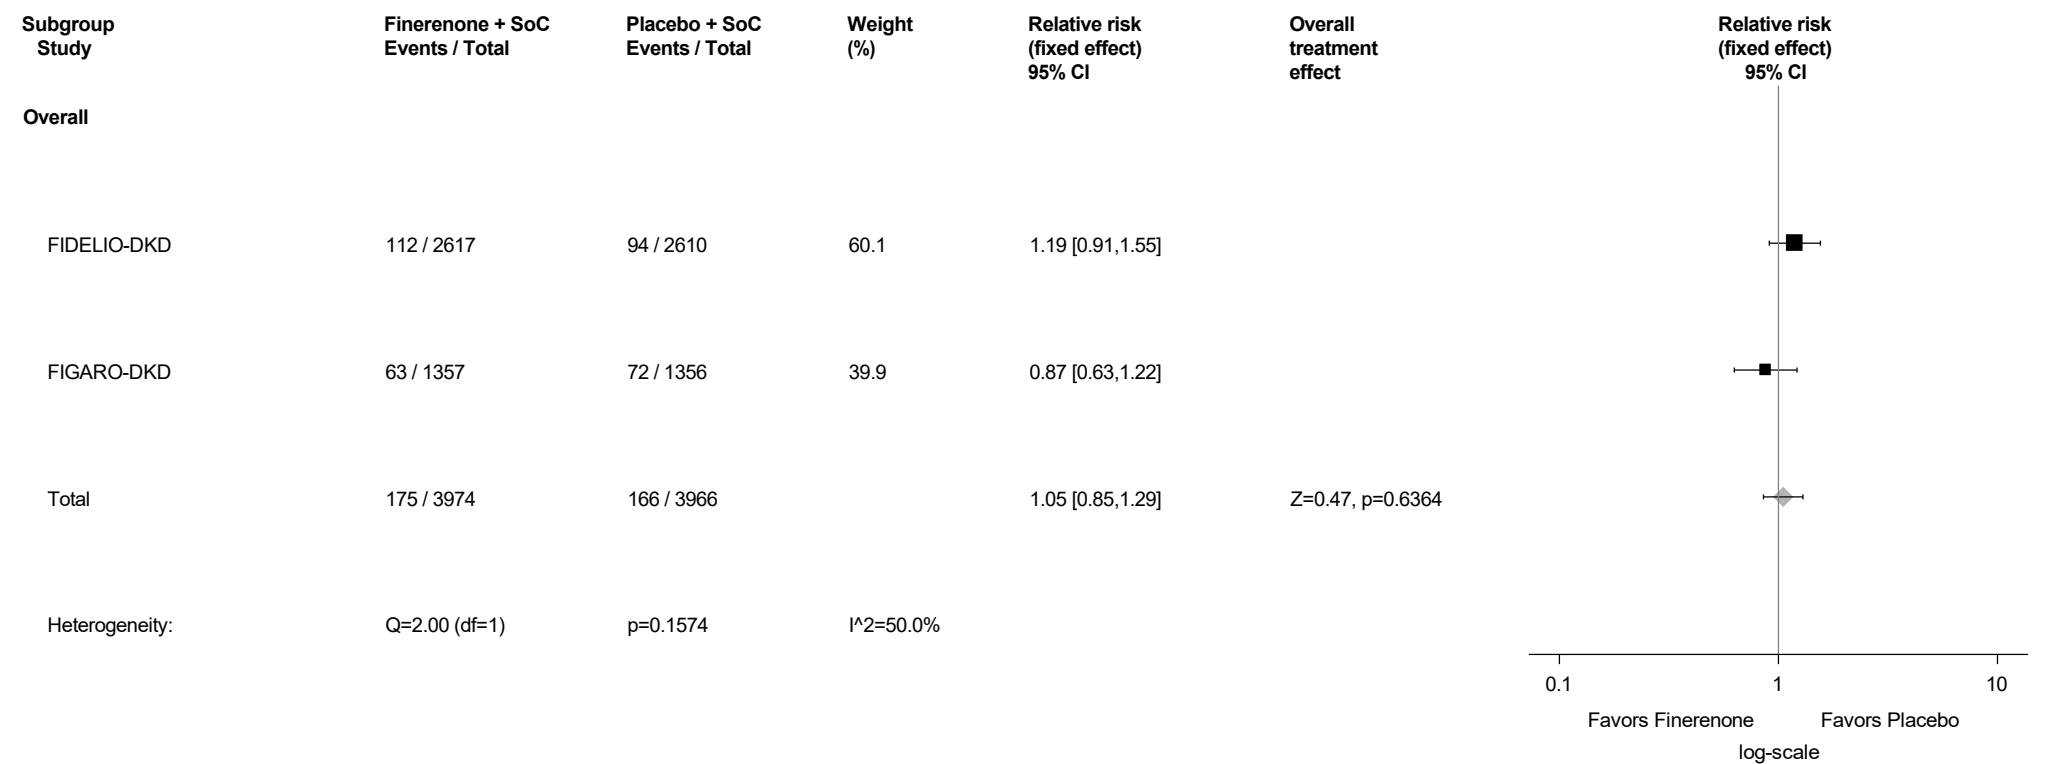 Subgroup Finerenone + SoC Placebo + SoC Weight Relative risk Overall Relative risk
Study Events / Total Events / Total (%) (fixed effect) treatment (fixed effect)
95% CI effect 95% CI
Overall
FIDELIO-DKD 112 / 2617 94 / 2610 60.1 1.19 [0.91,1.55]
FIGARO-DKD 63 / 1357 72 / 1356 39.9 0.87 [0.63,1.22]
Total 175 / 3974 166 / 3966 1.05 [0.85,1.29] Z=0.47, p=0.6364
Heterogeneity: Q=2.00 (df=1) p=0.1574 I^2=50.0%
0.1 1 10
Favors Finerenone Favors Placebo
log-scale